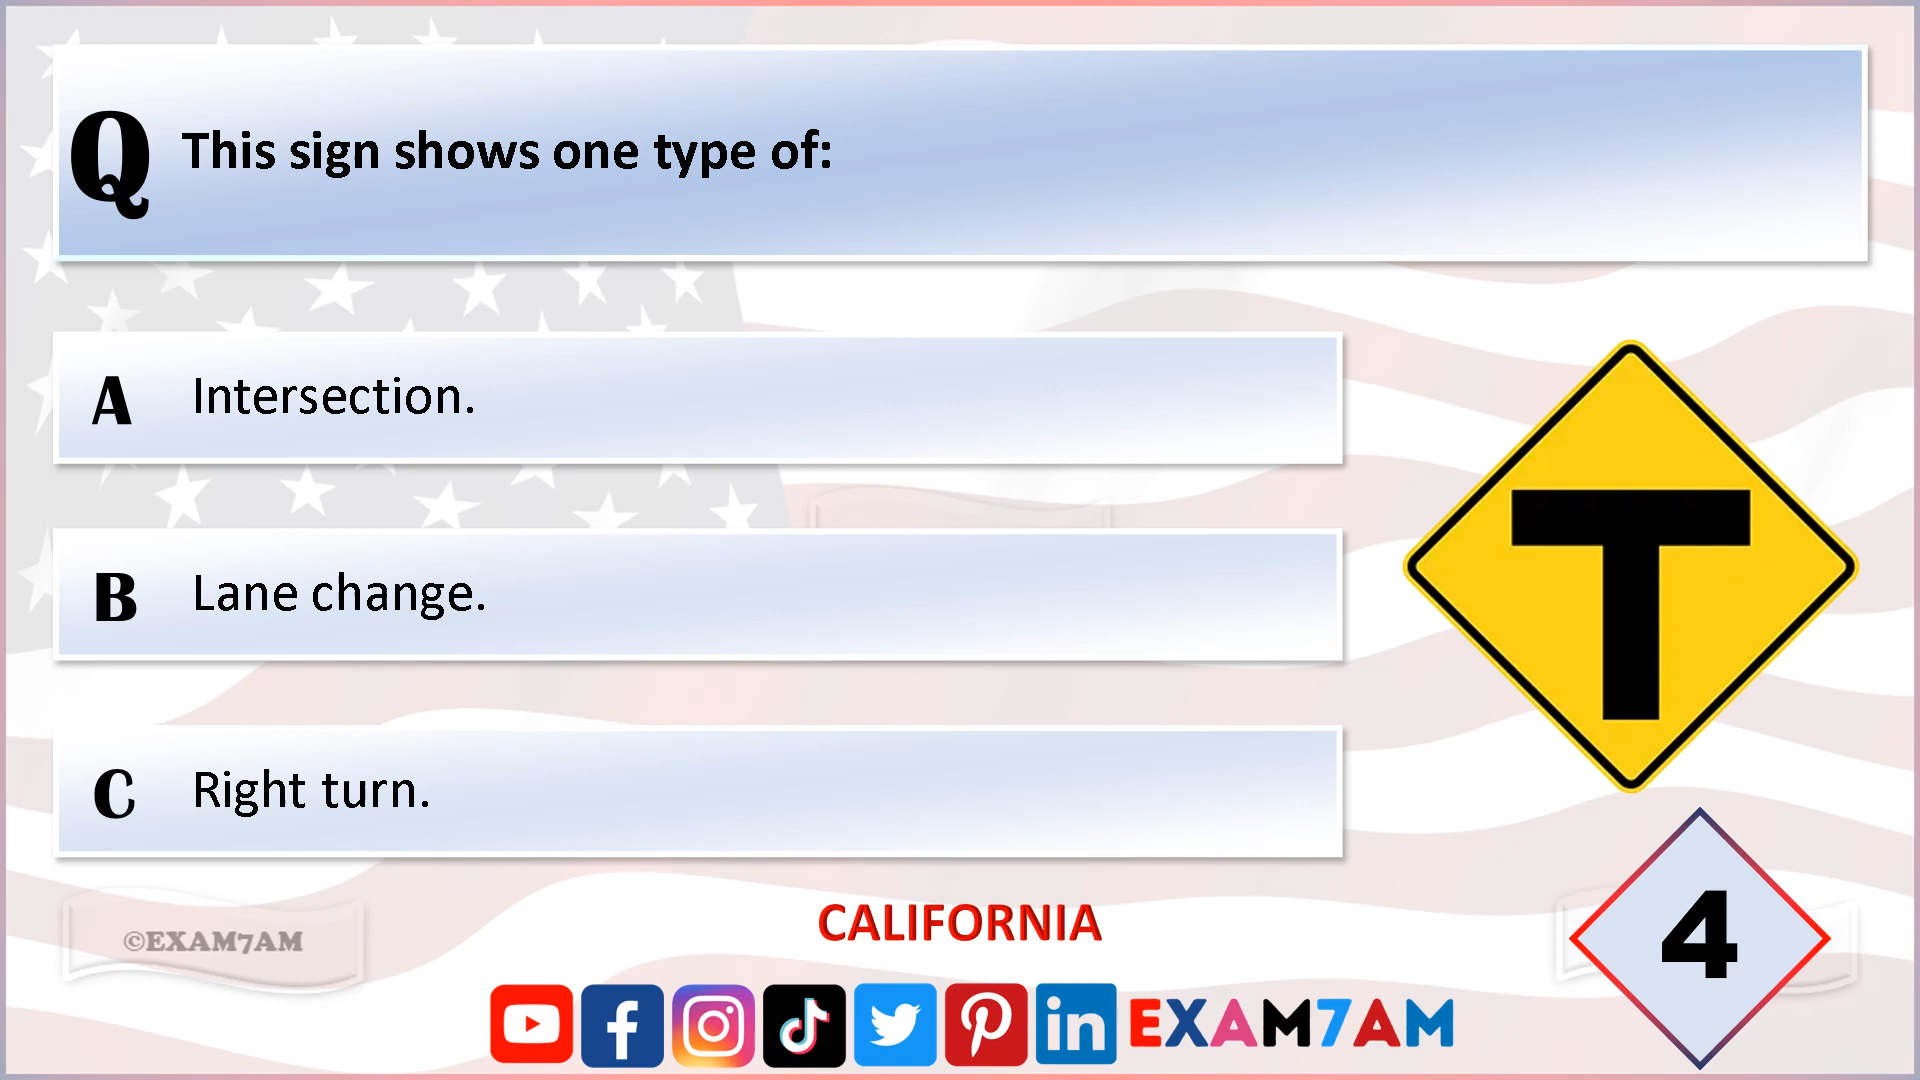 Q This sign shows one type of:
A Intersection.
B Lane change.
C Right turn.
T
CALIFORNIA
4
©EXAM7AM
EXAM7AM